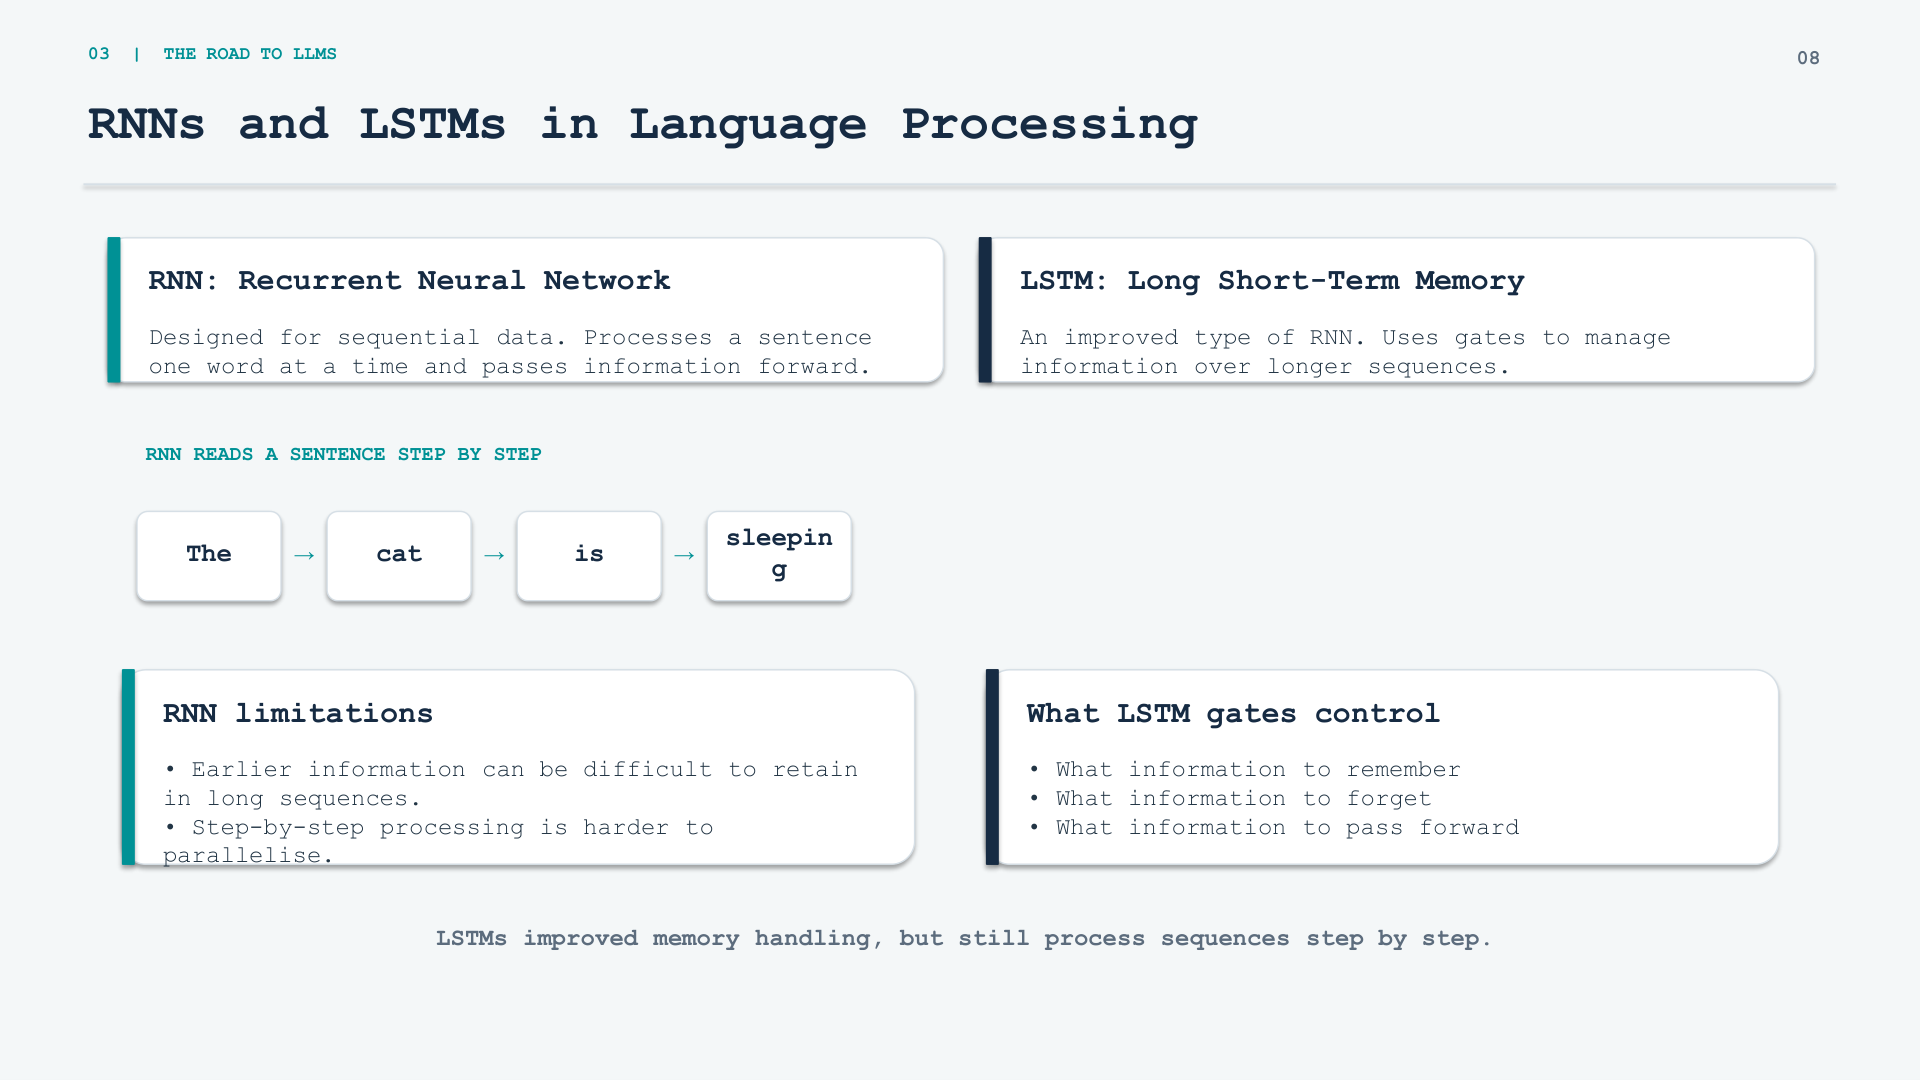 03 | THE ROAD TO LLMS
08
RNNs and LSTMs in Language Processing
RNN: Recurrent Neural Network
Designed for sequential data. Processes a sentence
one word at a time and passes information forward.
LSTM: Long Short-Term Memory
An improved type of RNN. Uses gates to manage
information over longer sequences.
RNN READS A SENTENCE STEP BY STEP
The → cat → is → sleepin
g
RNN limitations
• Earlier information can be difficult to retain
in long sequences.
• Step-by-step processing is harder to
parallelise.
What LSTM gates control
• What information to remember
• What information to forget
• What information to pass forward
LSTMs improved memory handling, but still process sequences step by step.